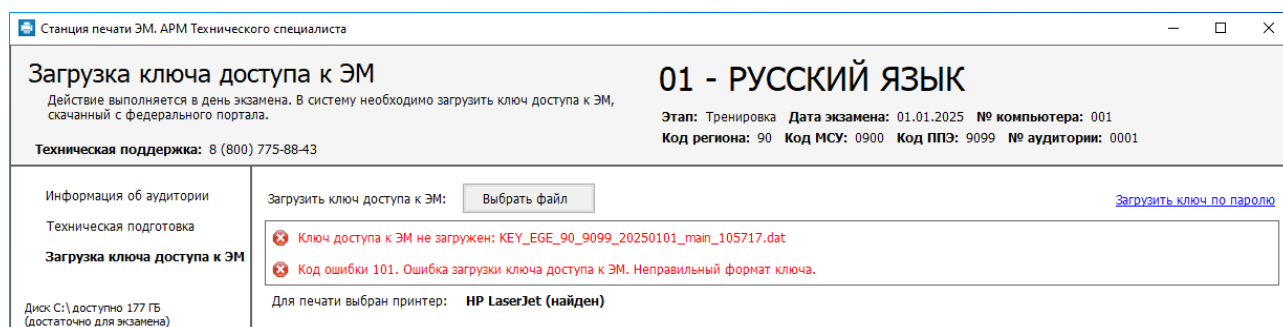 Станция печати ЭМ. АРМ Технического специалиста
Загрузка ключа доступа к ЭМ
Действие выполняется в день экзамена. В систему необходимо загрузить ключ доступа к ЭМ,
скачанный с федерального портала.
Техническая поддержка: 8 (800) 775-88-43
01 - РУССКИЙ ЯЗЫК
Этап: Тренировка Дата экзамена: 01.01.2025 № компьютера: 001
Код региона: 90 Код МСУ: 0900 Код ППЭ: 9099 № аудитории: 0001
Информация об аудитории
Техническая подготовка
Загрузка ключа доступа к ЭМ
Диск C:\ доступно 177 ГБ
(достаточно для экзамена)
Загрузить ключ доступа к ЭМ: Выбрать файл Загрузить ключ по паролю
Ключ доступа к ЭМ не загружен: KEY_EGE_90_9099_20250101_main_105717.dat
Код ошибки 101. Ошибка загрузки ключа доступа к ЭМ. Неправильный формат ключа.
Для печати выбран принтер: HP LaserJet (найден)